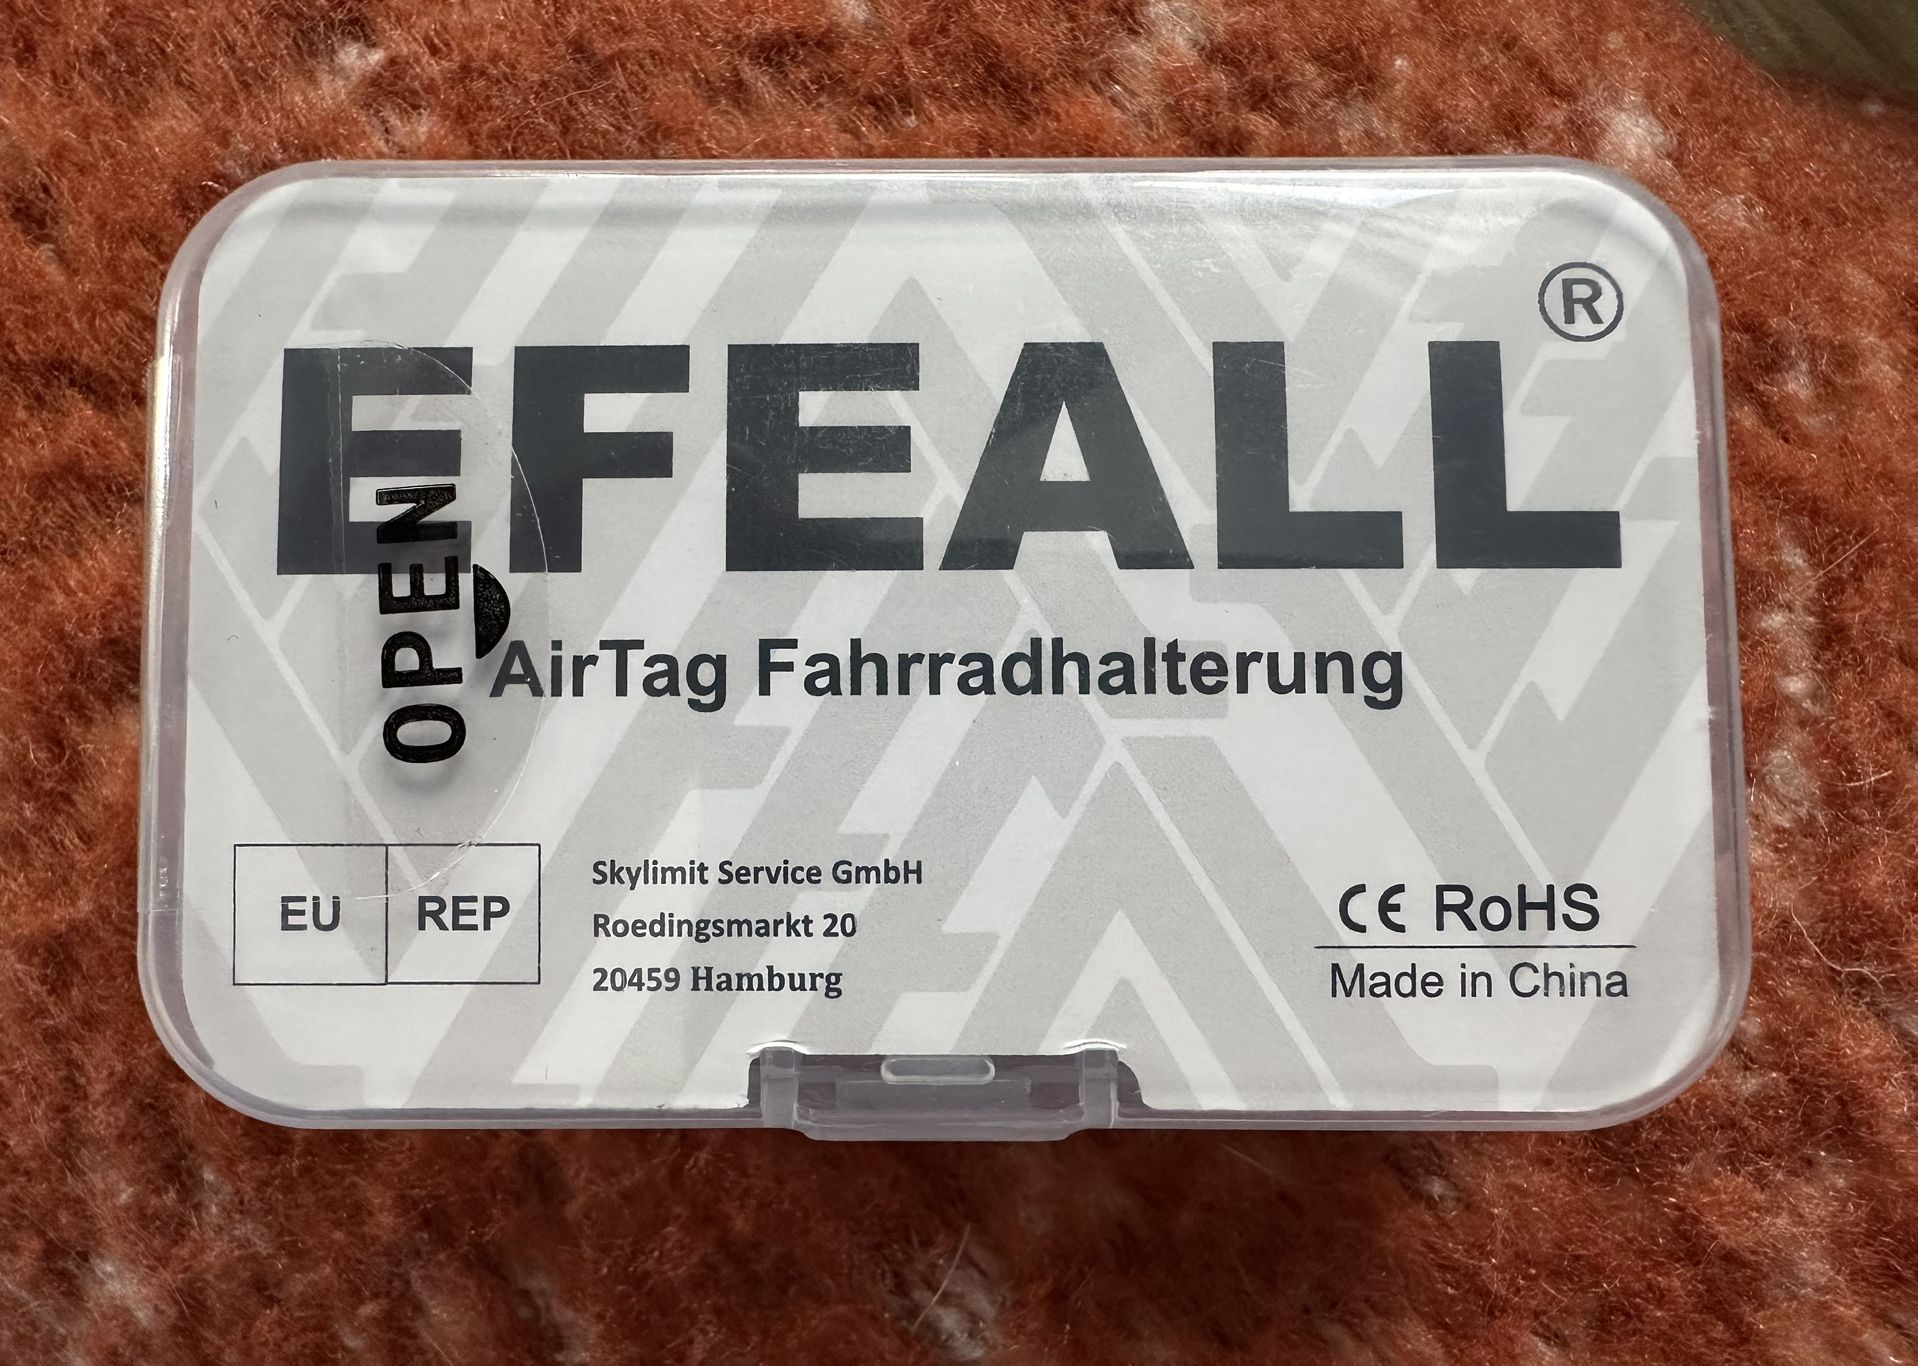 EFEALL®
OPEN
AirTag Fahrradhalterung
EU REP
Skylimit Service GmbH
Roedingsmarkt 20
20459 Hamburg
CE RoHS
Made in China